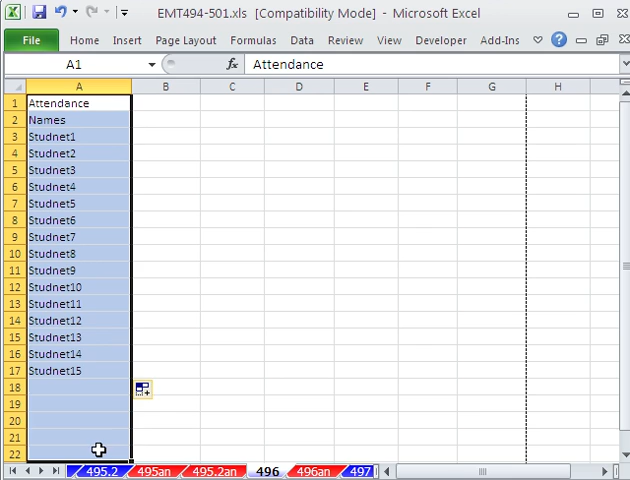 EMT494-501.xls [Compatibility Mode] - Microsoft Excel
File Home Insert Page Layout Formulas Data Review View Developer Add-Ins
A1 fx Attendance
A B C D E F G H
1 Attendance
2 Names
3 Studnet1
4 Studnet2
5 Studnet3
6 Studnet4
7 Studnet5
8 Studnet6
9 Studnet7
10 Studnet8
11 Studnet9
12 Studnet10
13 Studnet11
14 Studnet12
15 Studnet13
16 Studnet14
17 Studnet15
18
19
20
21
22
495.2 495an 495.2an 496 496an 497